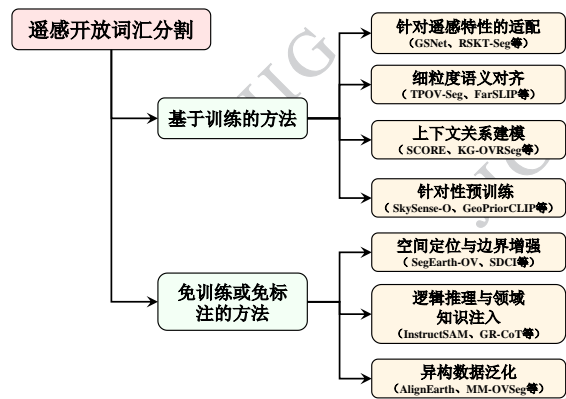 遥感开放词汇分割
基于训练的方法
针对遥感特性的适配
(GSNet、RSKT-Seg等)
细粒度语义对齐
( TPOV-Seg、FarSLIP等)
上下文关系建模
( SCORE、KG-OVRSeg等)
针对性预训练
( SkySense-O、GeoPriorCLIP等)
免训练或免标
注的方法
空间定位与边界增强
( SegEarth-OV、SDCI等)
逻辑推理与领域
知识注入
(InstructSAM、GR-CoT等)
异构数据泛化
(AlignEarth、MM-OVSeg等)
JIG